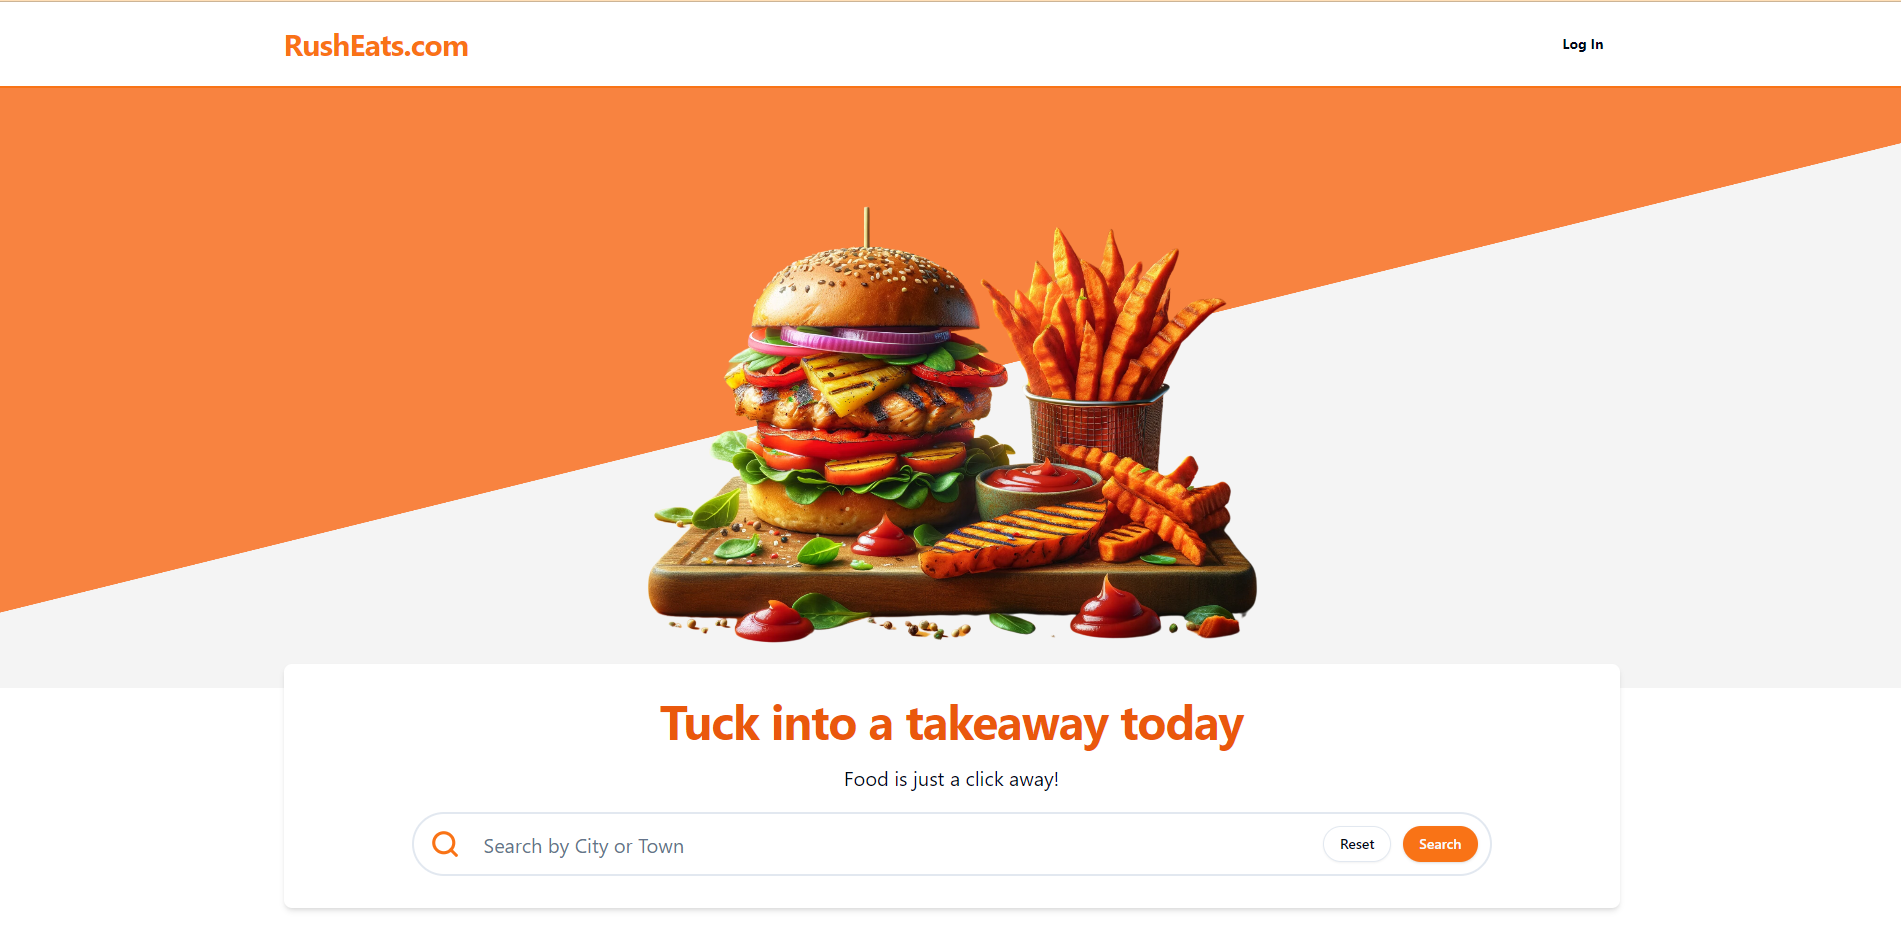 RushEats.com
Log In
Tuck into a takeaway today
Food is just a click away!
Search by City or Town
Reset
Search